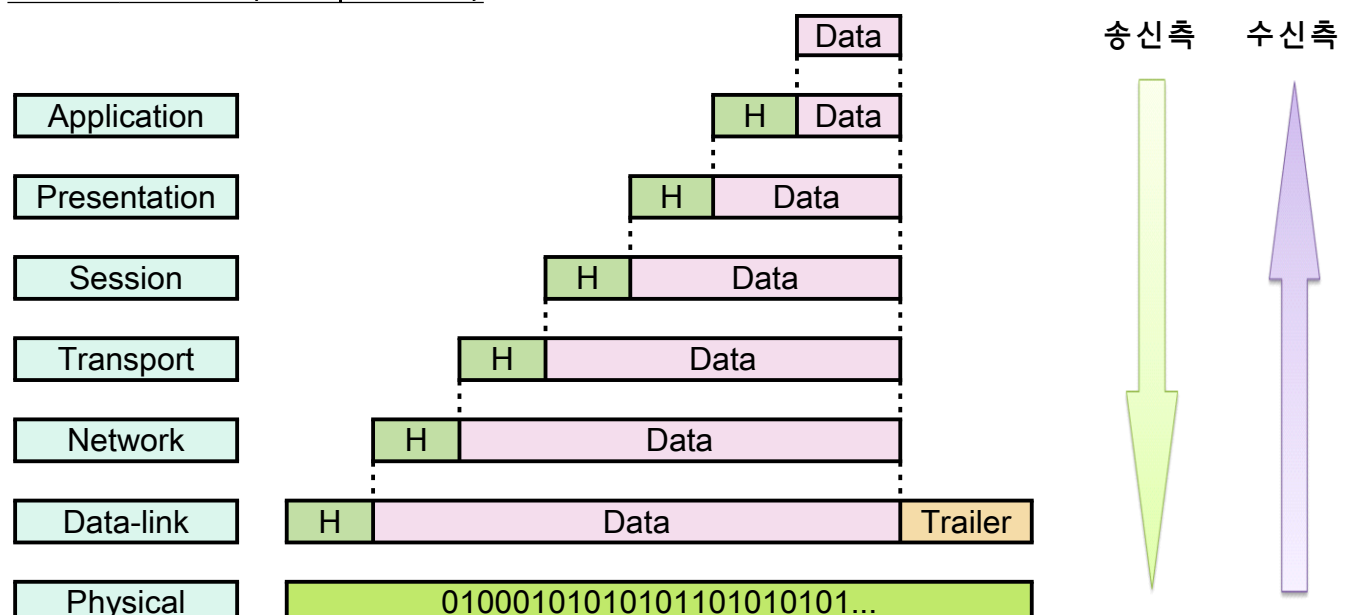 Data 송신측 수신측
Application H Data
Presentation H Data
Session H Data
Transport H Data
Network H Data
Data-link H Data Trailer
Physical 01000101010101101010101...